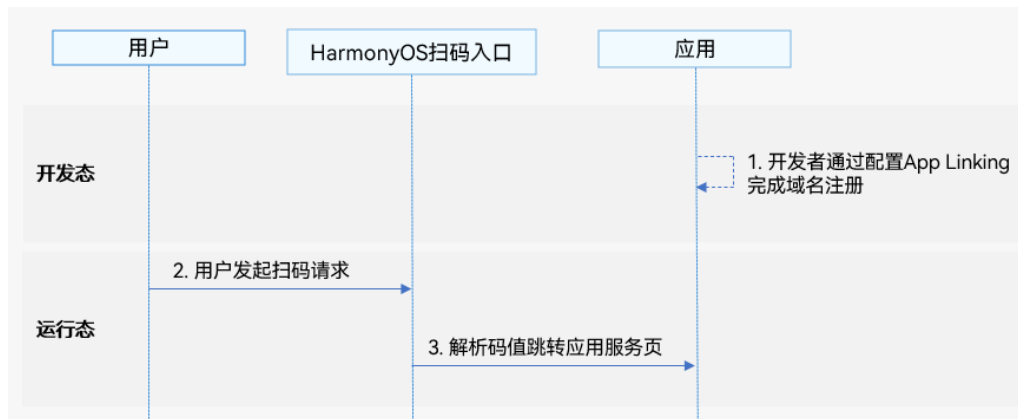 用户
HarmonyOS扫码入口
应用
开发态
1. 开发者通过配置App Linking
完成域名注册
2. 用户发起扫码请求
运行态
3. 解析码值跳转应用服务页